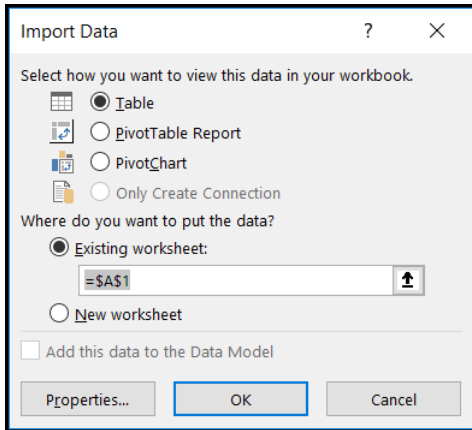 Import Data
Select how you want to view this data in your workbook.
Table
PivotTable Report
PivotChart
Only Create Connection
Where do you want to put the data?
Existing worksheet:
=$A$1
New worksheet
Add this data to the Data Model
Properties... OK Cancel